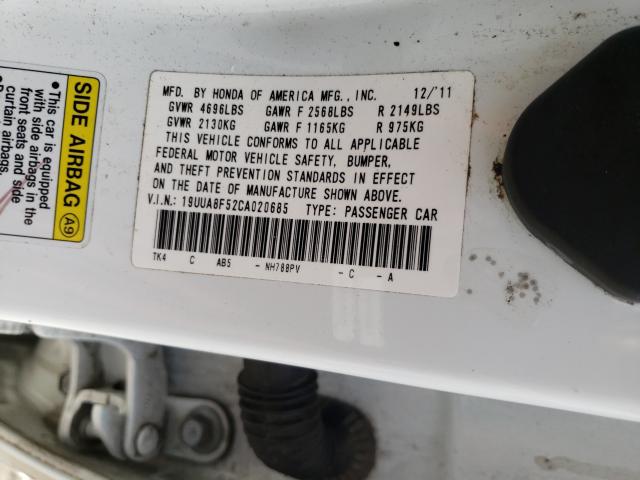 MFD. BY HONDA OF AMERICA MFG., INC. 12/'11
GVWR 4696LBS GAWR F 2568LBS R 2149LBS
GVWR 2130KG GAWR F 1165KG R 975KG
THIS VEHICLE CONFORMS TO ALL APPLICABLE
FEDERAL MOTOR VEHICLE SAFETY, BUMPER,
AND THEFT PREVENTION STANDARDS IN EFFECT
ON THE DATE OF MANUFACTURE SHOWN ABOVE.
V.I.N.: 19UUA8F52CA020685 TYPE: PASSENGER CAR
TK4 C AB5 - NH788PV - C - A
SIDE AIRBAG A9
• This car is equipped
with side airbags in the
front seats and side
curtain airbags.